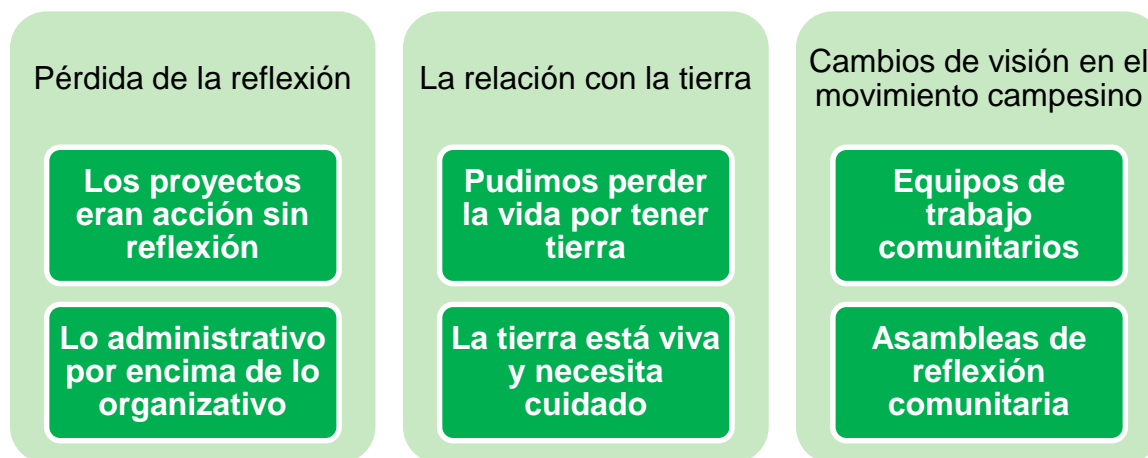 Pérdida de la reflexión
Los proyectos
eran acción sin
reflexión
Lo administrativo
por encima de lo
organizativo
La relación con la tierra
Pudimos perder
la vida por tener
tierra
La tierra está viva
y necesita
cuidado
Cambios de visión en el
movimiento campesino
Equipos de
trabajo
comunitarios
Asambleas de
reflexión
comunitaria